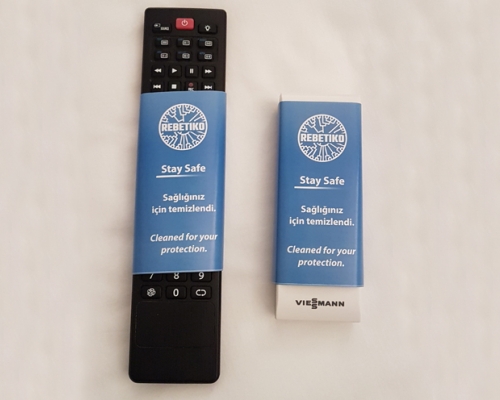 REBETIKO
Stay Safe
Sağlığınız
için temizlendi.
Cleaned for your
protection.
7 8 9
0
REBETIKO
Stay Safe
Sağlığınız
için temizlendi.
Cleaned for your
protection.
VIESSMANN